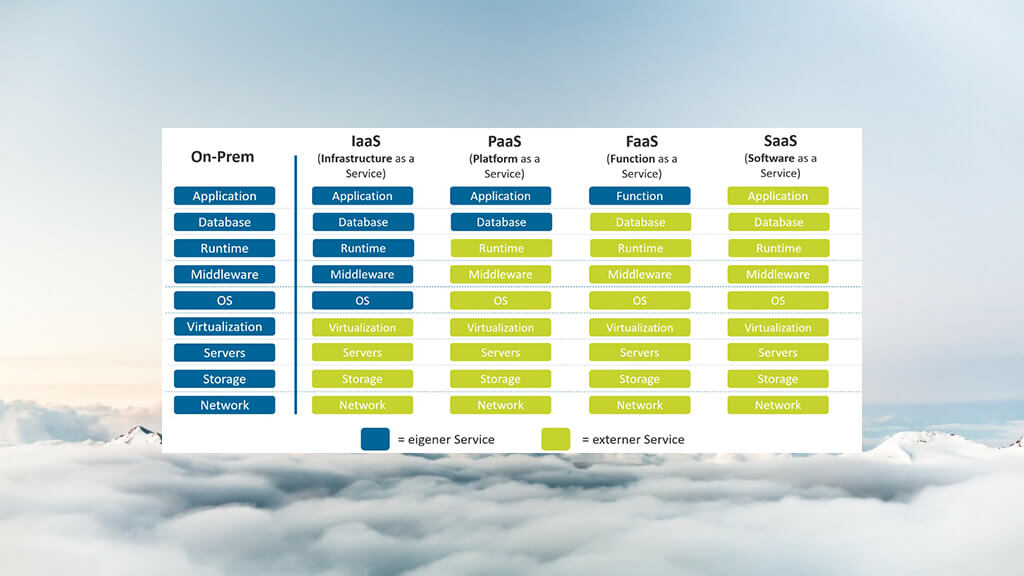 On-Prem
IaaS
(Infrastructure as a
Service)
PaaS
(Platform as a
Service)
FaaS
(Function as a
Service)
SaaS
(Software as a
Service)
Application Application Application Function Application
Database Database Database Database Database
Runtime Runtime Runtime Runtime Runtime
Middleware Middleware Middleware Middleware Middleware
OS OS OS OS OS
Virtualization Virtualization Virtualization Virtualization Virtualization
Servers Servers Servers Servers Servers
Storage Storage Storage Storage Storage
Network Network Network Network Network
= eigener Service = externer Service